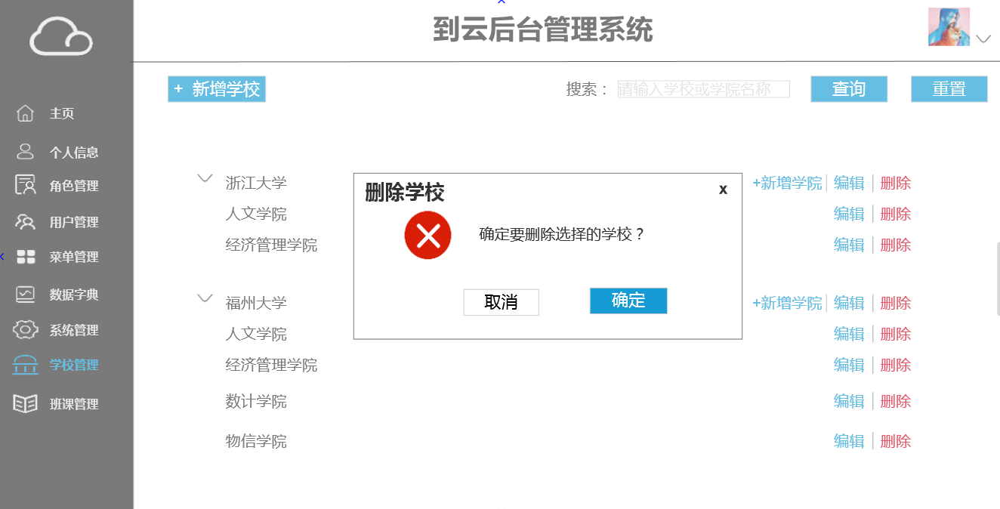 到云后台管理系统
+ 新增学校
搜索： 请输入学校或学院名称 查询 重置
主页
个人信息
角色管理
用户管理
菜单管理
数据字典
系统管理
学校管理
班课管理
浙江大学 +新增学院 编辑 删除
人文学院 编辑 删除
经济管理学院 编辑 删除
删除学校 x
确定要删除选择的学校？
取消 确定
福州大学 +新增学院 编辑 删除
人文学院 编辑 删除
经济管理学院 编辑 删除
数计学院 编辑 删除
物信学院 编辑 删除